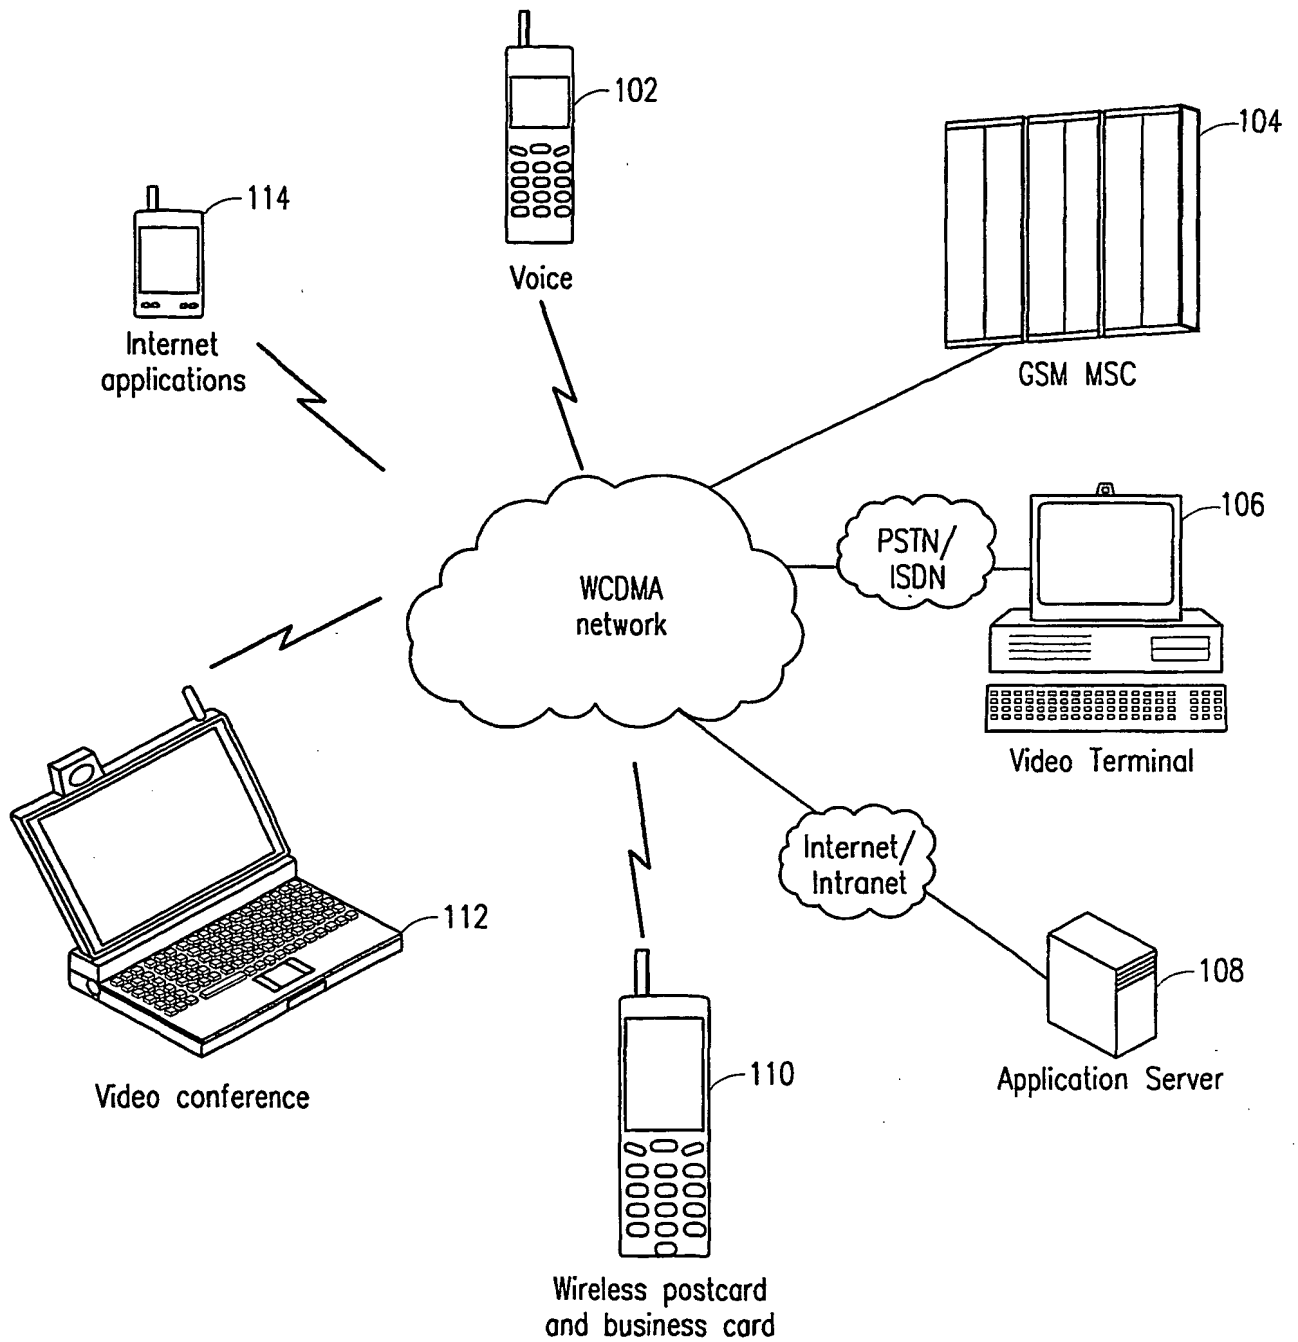 102
104
114
Voice
Internet
applications
GSM MSC
106
PSTN/
ISDN
WCDMA
network
Video Terminal
Internet/
Intranet
112
108
110
Application Server
Video conference
Wireless postcard
and business card